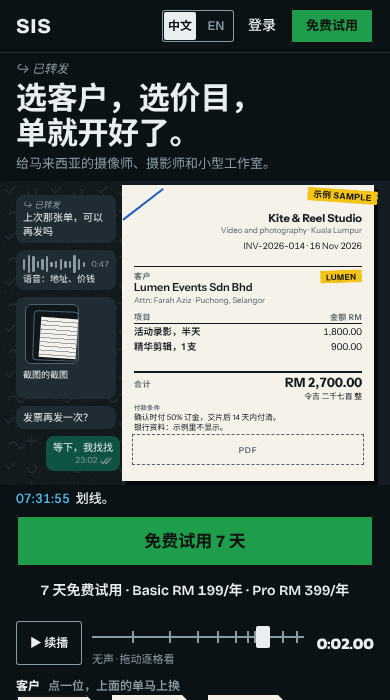 SIS
中文 EN
登录
免费试用
↪ 已转发
选客户，选价目，
单就开好了。
给马来西亚的摄像师、摄影师和小型工作室。
↪ 已转发
上次那张单，可以
再发吗
0:47
语音：地址、价钱
截图的截图
发票再发一次？
等下，我找找
23:02
示例 SAMPLE
Kite & Reel Studio
Video and photography · Kuala Lumpur
INV-2026-014 · 16 Nov 2026
客户
LUMEN
Lumen Events Sdn Bhd
Attn: Farah Aziz · Puchong, Selangor
项目 金额 RM
活动录影，半天 1,800.00
精华剪辑，1支 900.00
合计 RM 2,700.00
令吉 二千七百 整
付款条件
确认时付 50% 订金，交片后 14 天内付清。
银行资料：示例里不显示。
PDF
07:31:55 划线。
免费试用 7 天
7 天免费试用 · Basic RM 199/年 · Pro RM 399/年
▶ 续播
0:02.00
无声 · 拖动逐格看
客户 点一位，上面的单马上换